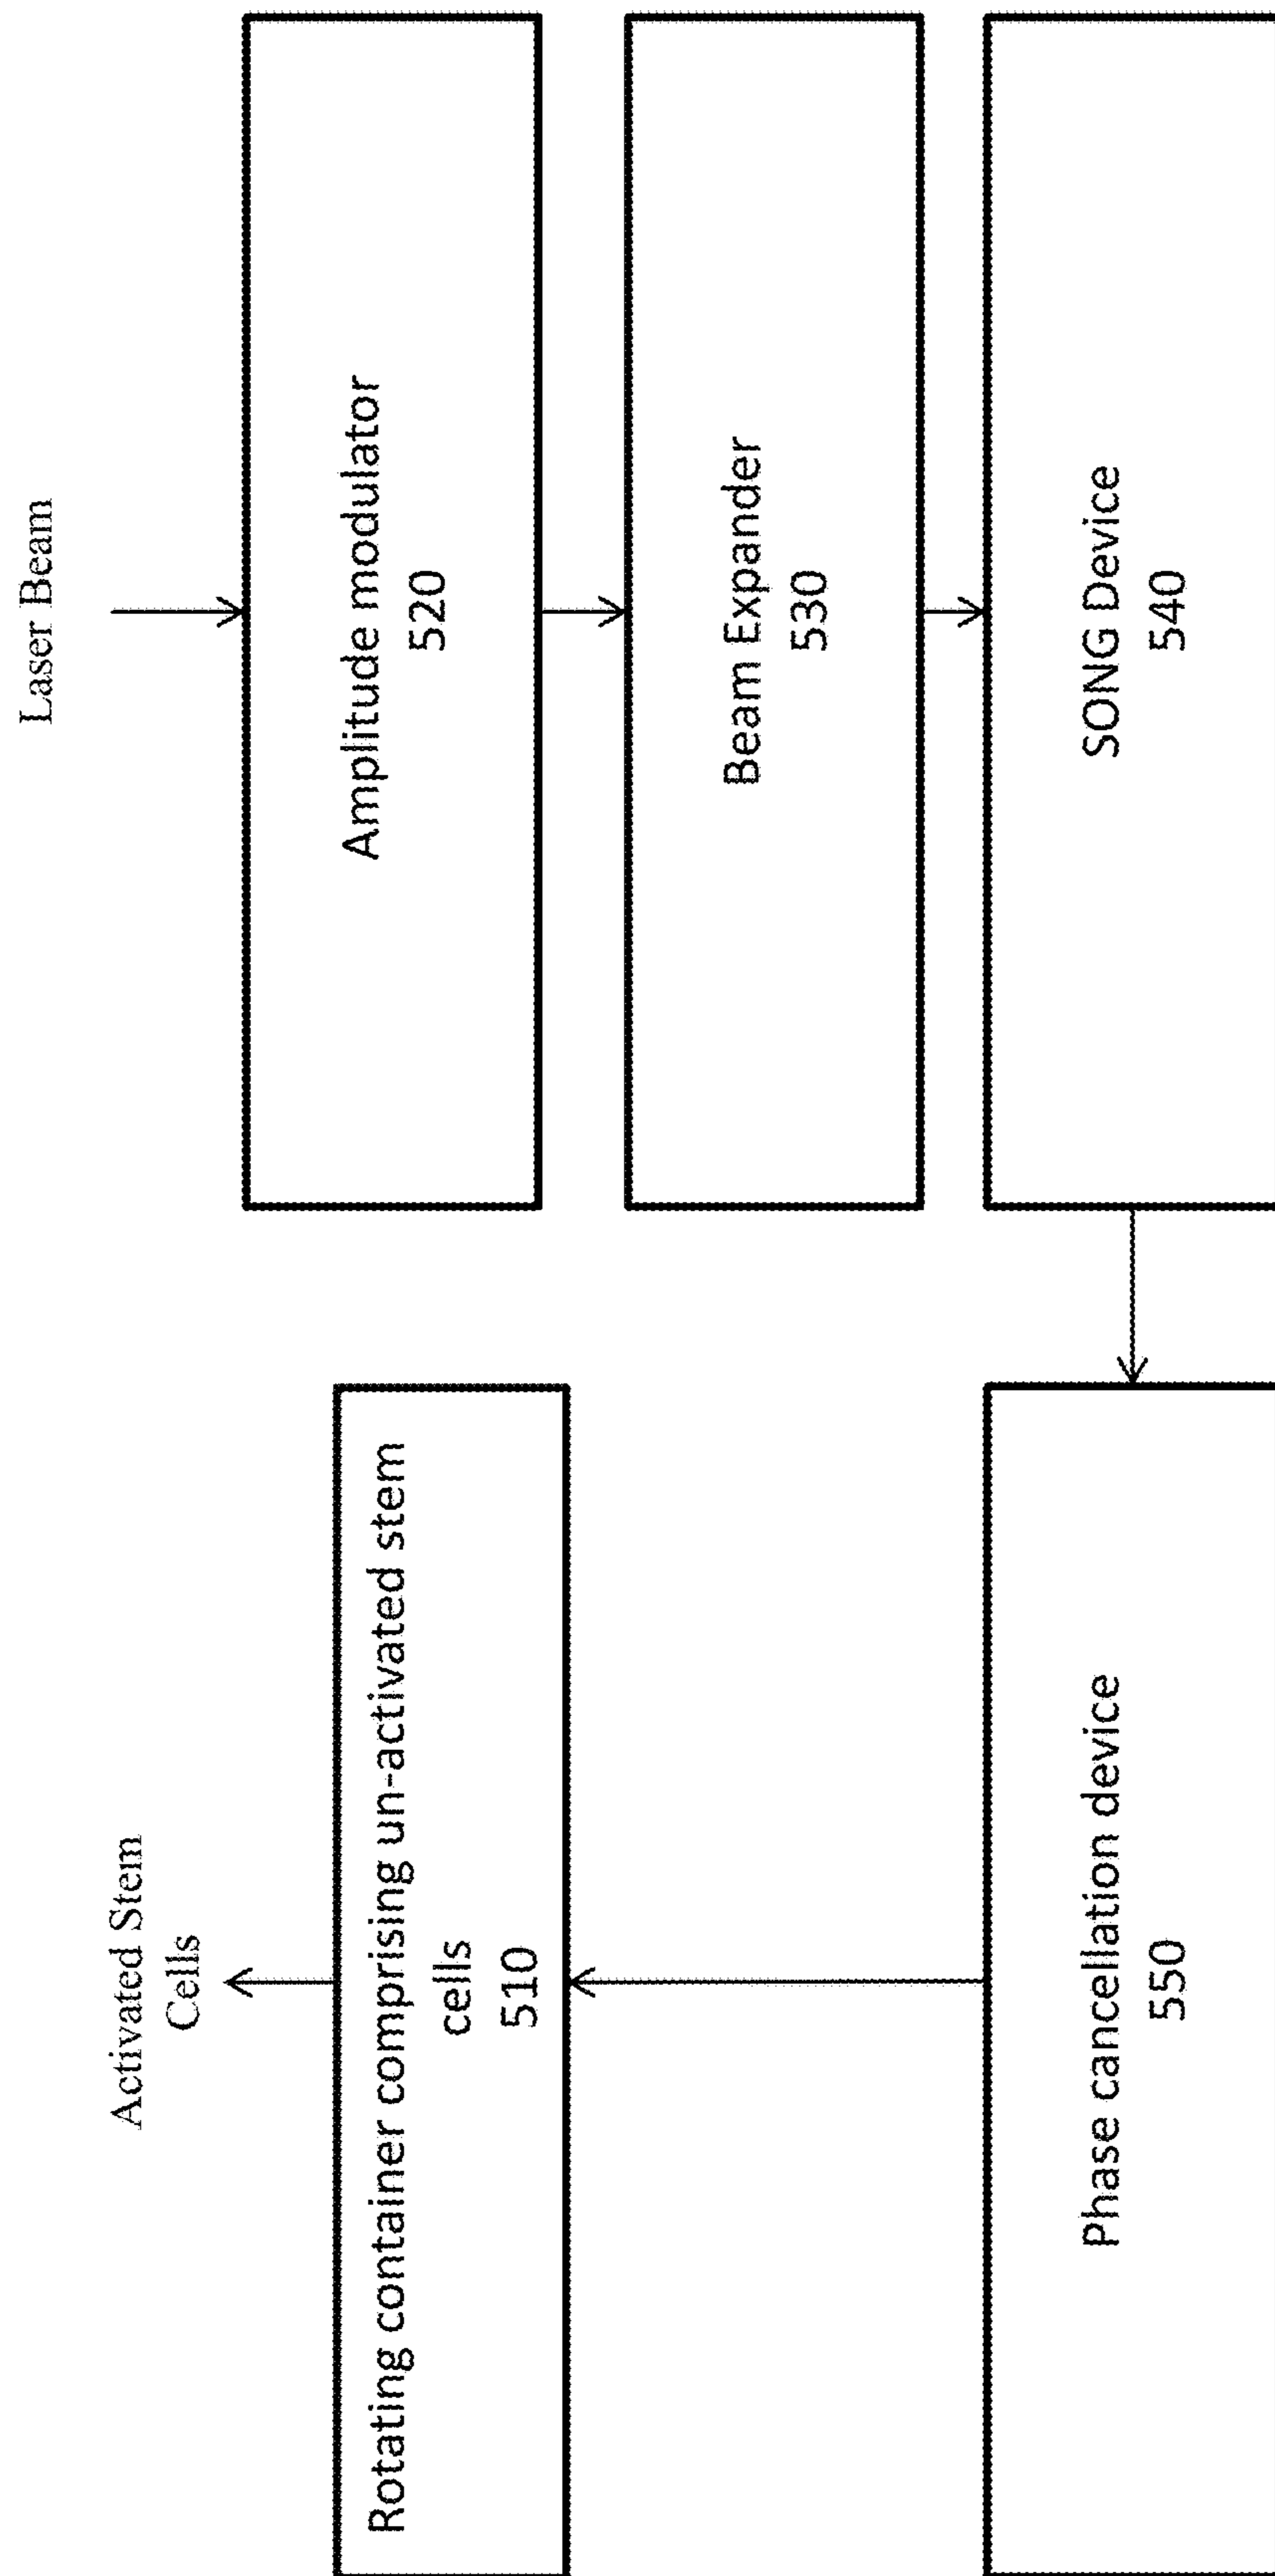 Laser Beam
Amplitude modulator
520
Beam Expander
530
SONG Device
540
Phase cancellation device
550
Rotating container comprising un-activated stem
cells
510
Activated Stem
Cells